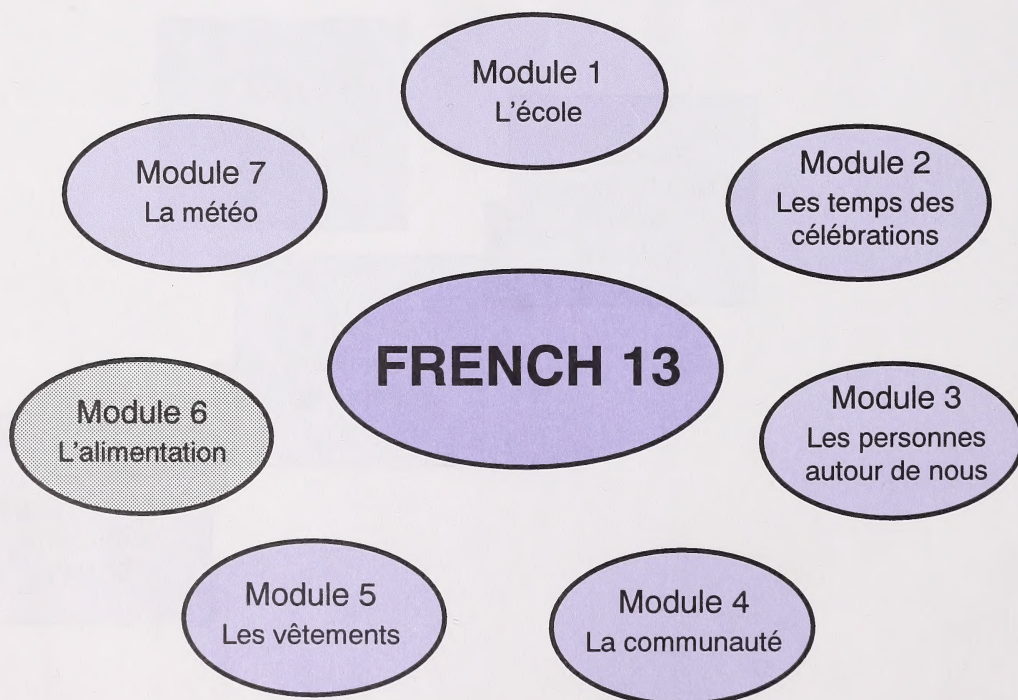 Module 1
L'école
Module 7
La météo
Module 2
Les temps des
célébrations
FRENCH 13
Module 6
L'alimentation
Module 3
Les personnes
autour de nous
Module 5
Les vêtements
Module 4
La communauté